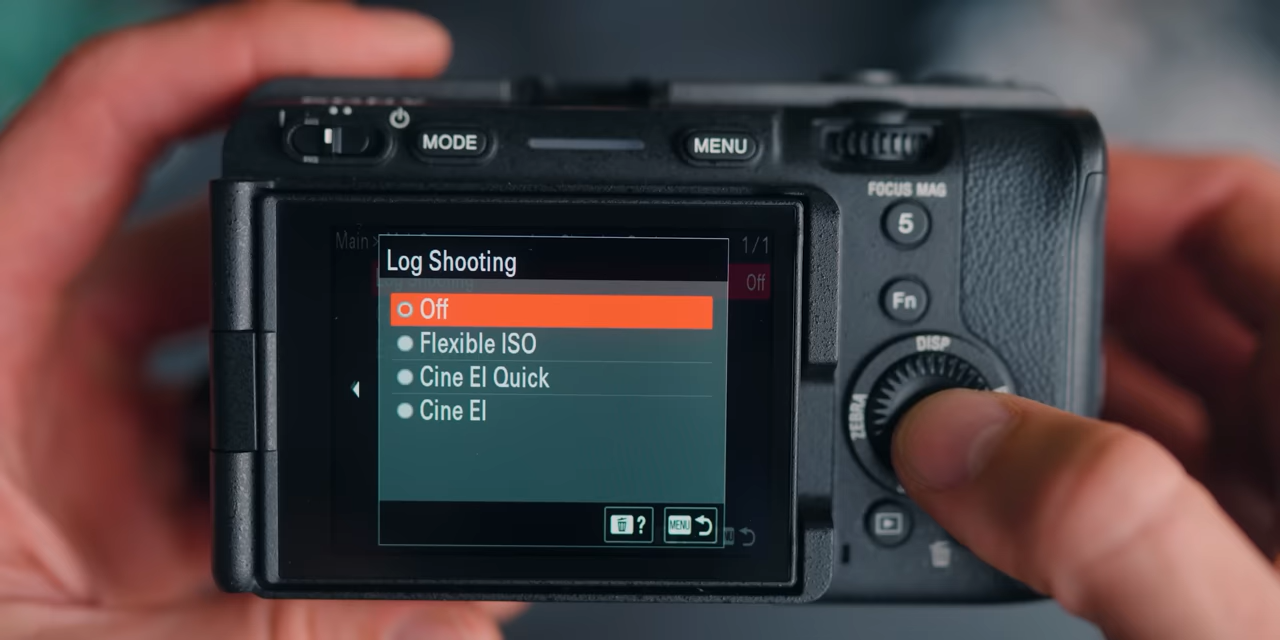 MODE
MENU
FOCUS MAG
5
Fn
DISP
ZEBRA
Main >
1/1
Off
Log Shooting
Off
Flexible ISO
Cine EI Quick
Cine EI
?
MENU